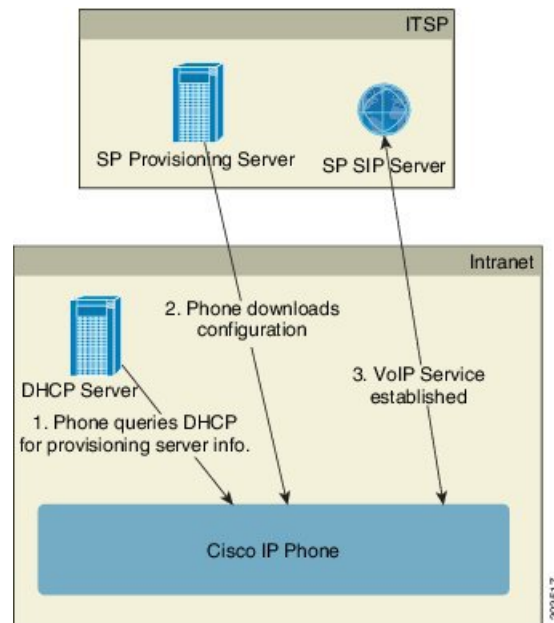 ITSP
SP Provisioning Server
SP SIP Server
Intranet
2. Phone downloads
configuration
DHCP Server
3. VoIP Service
established
1. Phone queries DHCP
for provisioning server info.
Cisco IP Phone